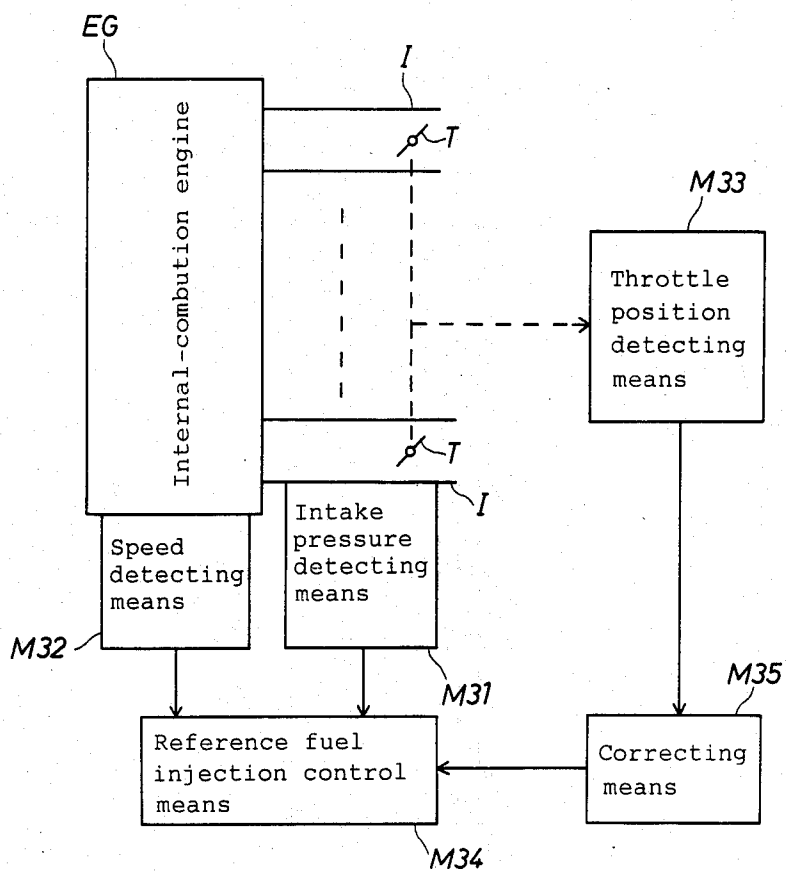 EG
I
T
Internal-combution engine
M33
Throttle
position
detecting
means
T
I
Speed
detecting
means
Intake
pressure
detecting
means
M32
M31
M35
Reference fuel
injection control
means
Correcting
means
M34